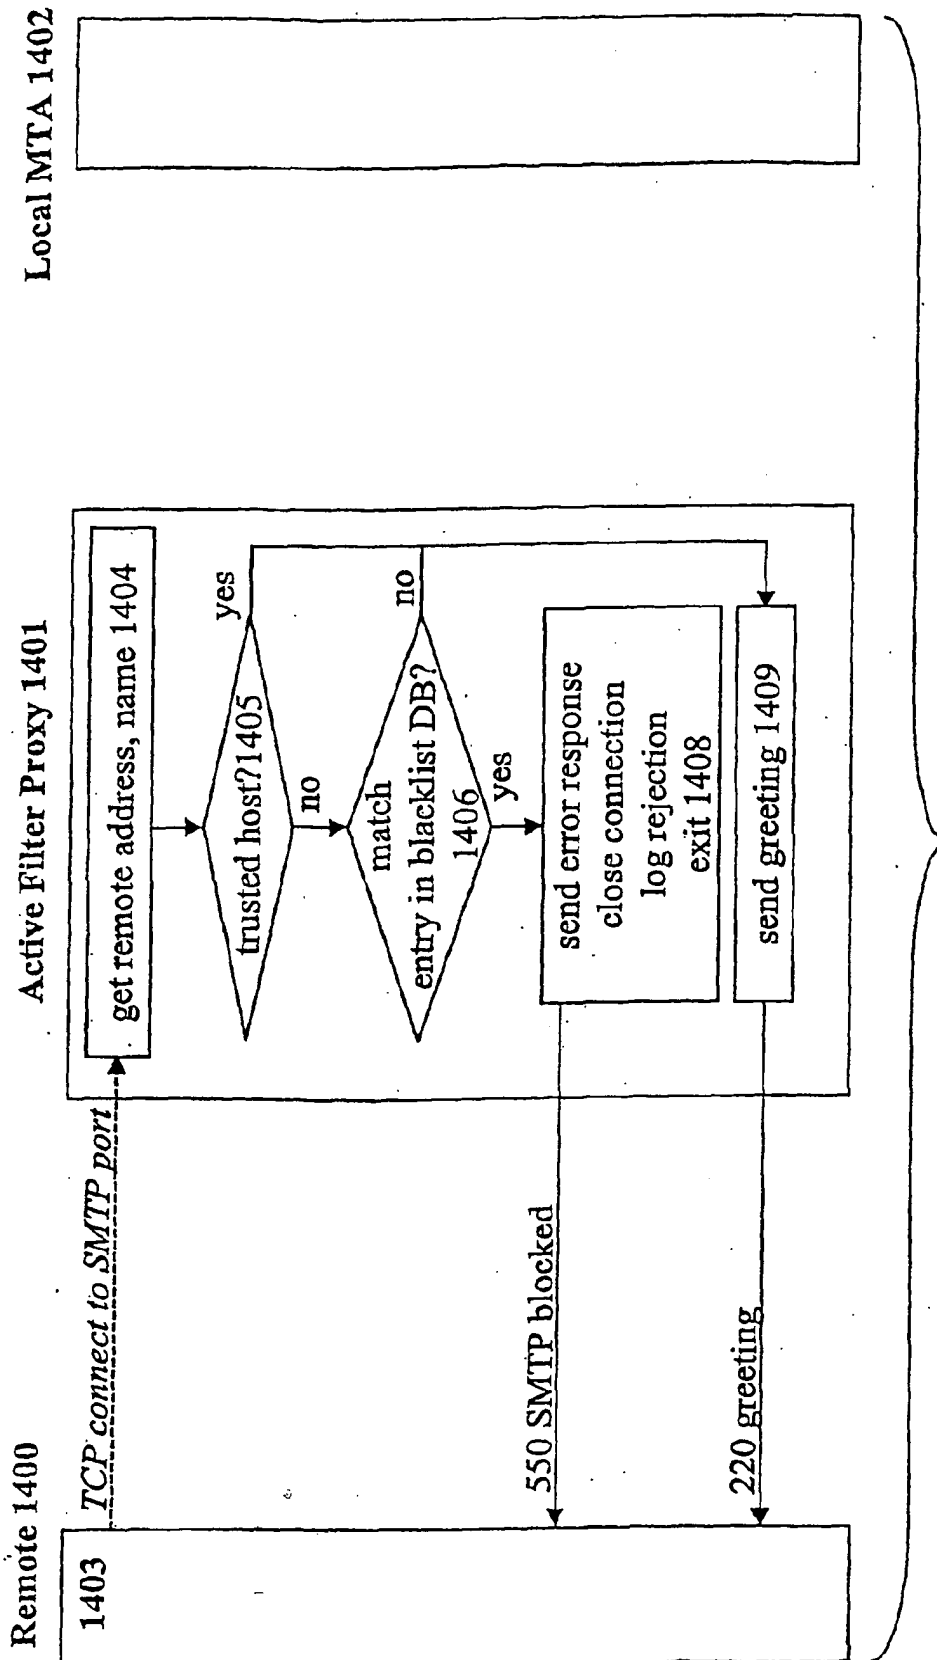 Remote 1400
Active Filter Proxy 1401
Local MTA 1402
1403
TCP connect to SMTP port
get remote address, name 1404
trusted host?1405
yes
no
match
entry in blacklist DB?
1406
no
yes
550 SMTP blocked
send error response
close connection
log rejection
exit 1408
220 greeting
send greeting 1409